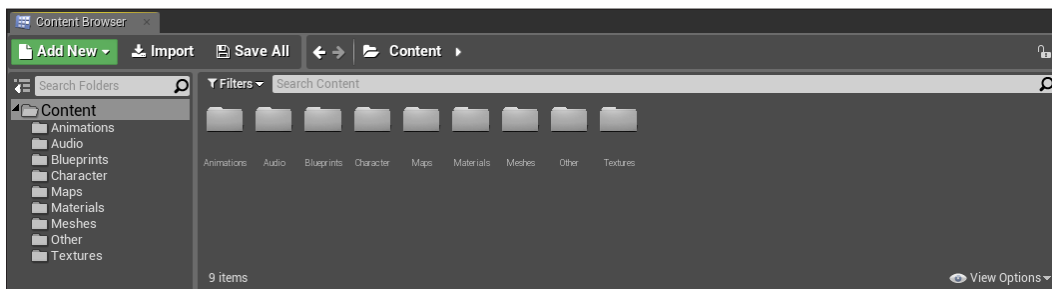 Content Browser
Add New Import Save All Content
Search Folders
Filters Search Content
Content
Animations
Audio
Blueprints
Character
Maps
Materials
Meshes
Other
Textures
Animations Audio Blueprints Character Maps Materials Meshes Other Textures
9 items
View Options